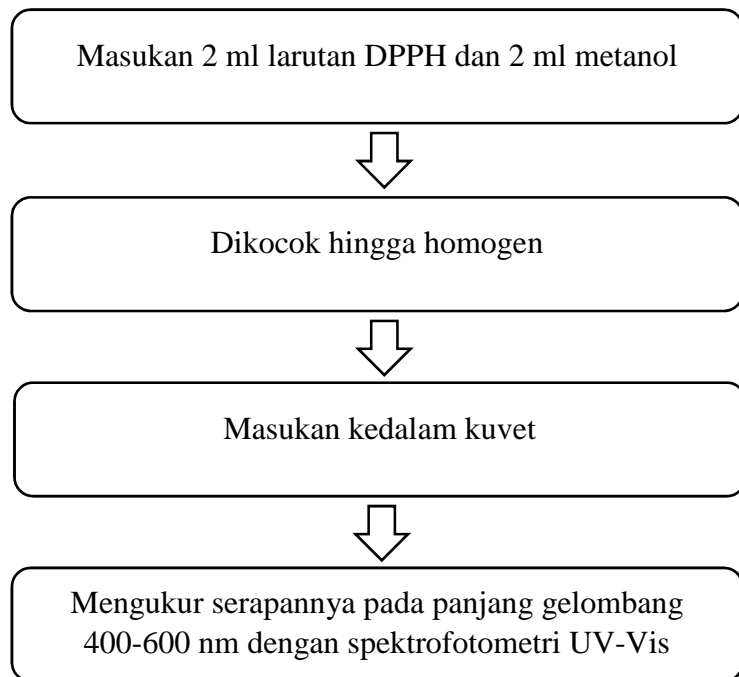 Masukan 2 ml larutan DPPH dan 2 ml metanol
Dikocok hingga homogen
Masukan kedalam kuvet
Mengukur serapannya pada panjang gelombang
400-600 nm dengan spektrofotometri UV-Vis